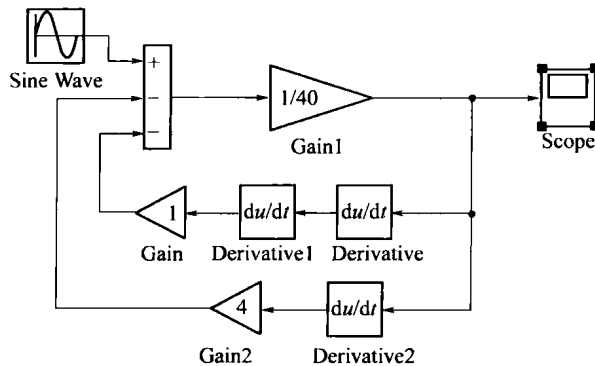 Sine Wave
+
−
−
1/40
Gain1
Scope
1
du/dt
du/dt
Gain
Derivative1
Derivative
4
du/dt
Gain2
Derivative2